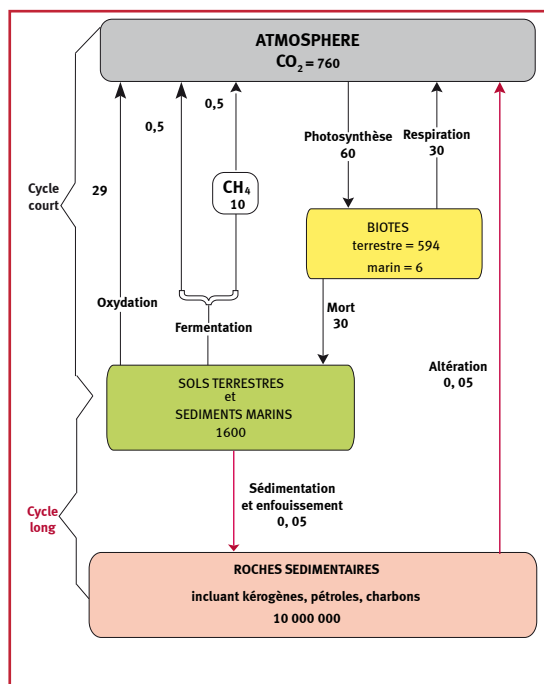 ATMOSPHERE
CO₂ = 760
0,5
0,5
Photosynthèse
60
Respiration
30
Cycle
court
29
CH₄
10
BIOTES
terrestre = 594
marin = 6
Oxydation
Fermentation
Mort
30
SOLS TERRESTRES
et
SEDIMENTS MARINS
1600
Altération
0, 05
Cycle
long
Sédimentation
et enfouissement
0, 05
ROCHES SEDIMENTAIRES
incluant kérogènes, pétroles, charbons
10 000 000